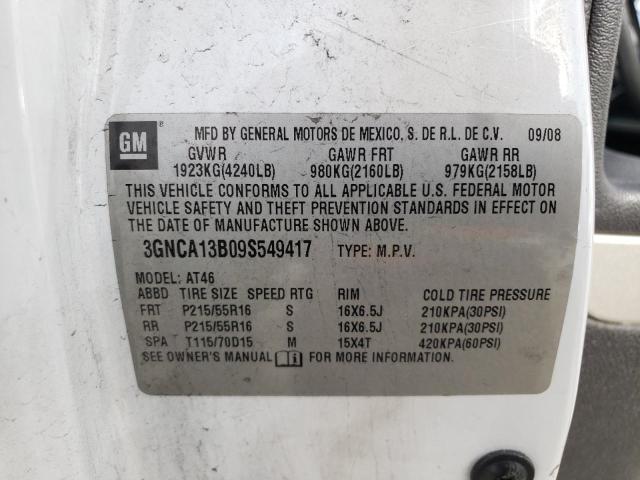 GM
®
MFD BY GENERAL MOTORS DE MEXICO, S. DE R.L. DE C.V. 09/08
GVWR GAWR FRT GAWR RR
1923KG(4240LB) 980KG(2160LB) 979KG(2158LB)
THIS VEHICLE CONFORMS TO ALL APPLICABLE U.S. FEDERAL MOTOR
VEHICLE SAFETY AND THEFT PREVENTION STANDARDS IN EFFECT ON
THE DATE OF MANUFACTURE SHOWN ABOVE.
3GNCA13B09S549417 TYPE: M.P.V.
MODEL: AT46
ABBD TIRE SIZE SPEED RTG RIM COLD TIRE PRESSURE
FRT P215/55R16 S 16X6.5J 210KPA(30PSI)
RR P215/55R16 S 16X6.5J 210KPA(30PSI)
SPA T115/70D15 M 15X4T 420KPA(60PSI)
SEE OWNER'S MANUAL i FOR MORE INFORMATION.